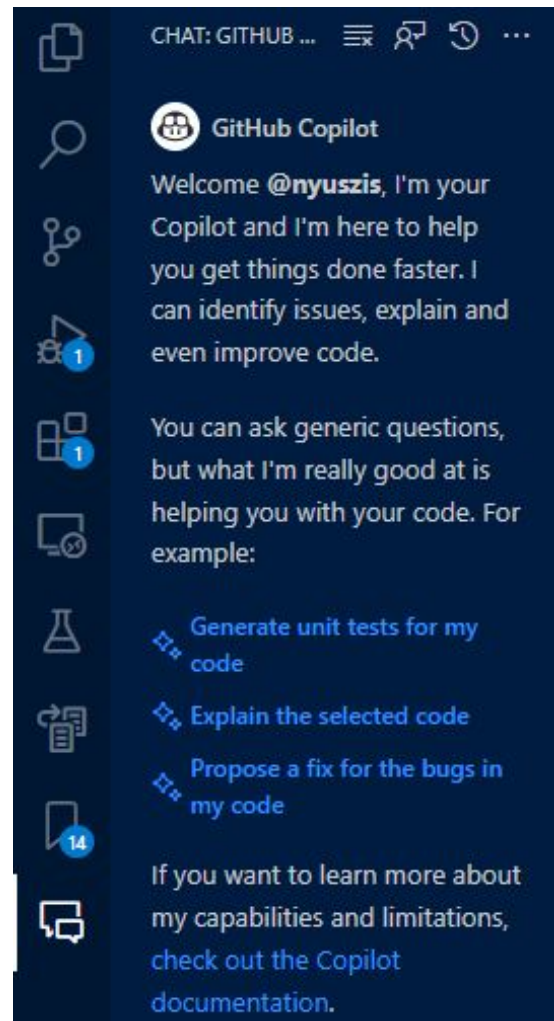 CHAT: GITHUB ...
GitHub Copilot
Welcome @nyuszis, I'm your
Copilot and I'm here to help
you get things done faster. I
can identify issues, explain and
even improve code.
You can ask generic questions,
but what I'm really good at is
helping you with your code. For
example:
Generate unit tests for my
code
Explain the selected code
Propose a fix for the bugs in
my code
If you want to learn more about
my capabilities and limitations,
check out the Copilot
documentation.
1
1
14